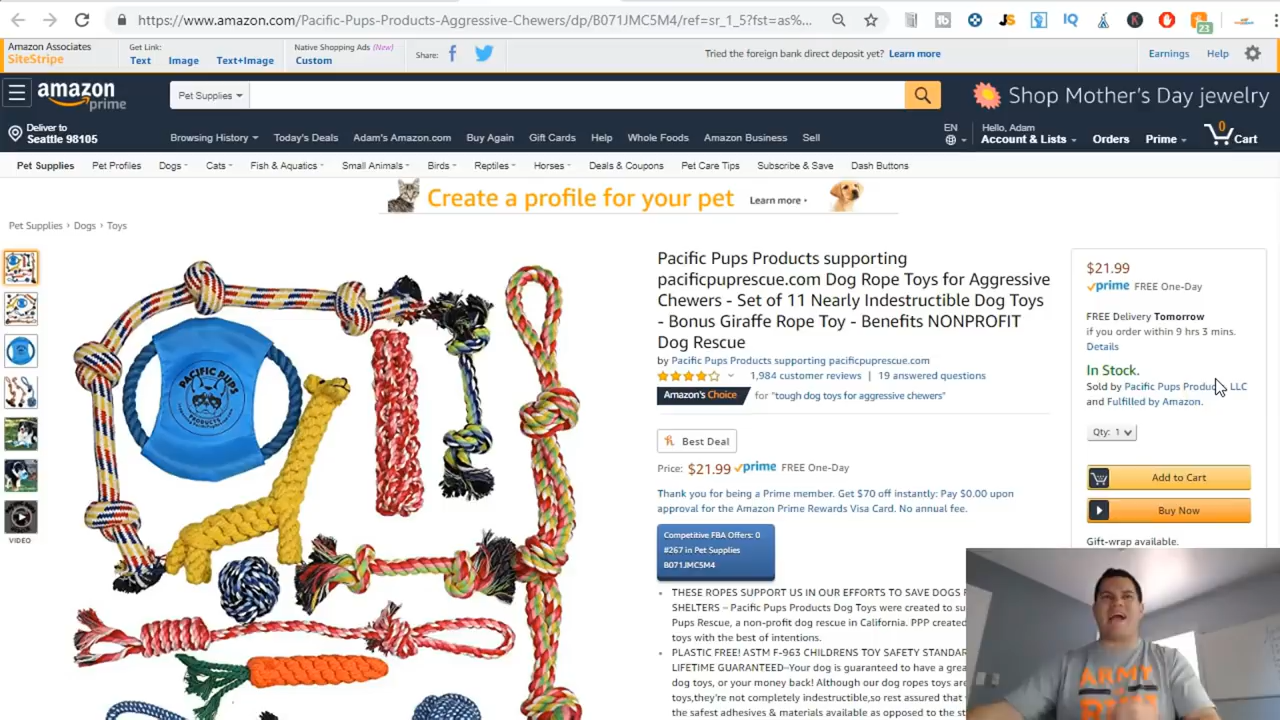 https://www.amazon.com/Pacific-Pups-Products-Aggressive-Chewers/dp/B071JMC5M4/ref=sr_1_5?fst=as%...
JS
IQ
K
23
Amazon Associates
SiteStripe
Get Link:
Text Image Text+Image
Native Shopping Ads (New)
Custom
Share:
Tried the foreign bank direct deposit yet? Learn more
Earnings Help
amazon
prime
Pet Supplies
Shop Mother's Day jewelry
Deliver to
Seattle 98105
Browsing History Today's Deals Adam's Amazon.com Buy Again Gift Cards Help Whole Foods Amazon Business Sell
EN
Hello, Adam
Account & Lists
Orders
Prime
0
Cart
Pet Supplies Pet Profiles Dogs Cats Fish & Aquatics Small Animals Birds Reptiles Horses Deals & Coupons Pet Care Tips Subscribe & Save Dash Buttons
Create a profile for your pet Learn more
Pet Supplies › Dogs › Toys
VIDEO
PACIFIC PUPS
PRODUCTS
Pacific Pups Products supporting
pacificpuprescue.com Dog Rope Toys for Aggressive
Chewers - Set of 11 Nearly Indestructible Dog Toys
- Bonus Giraffe Rope Toy - Benefits NONPROFIT
Dog Rescue
by Pacific Pups Products supporting pacificpuprescue.com
1,984 customer reviews | 19 answered questions
Amazon's Choice for "tough dog toys for aggressive chewers"
Best Deal
Price: $21.99 prime FREE One-Day
Thank you for being a Prime member. Get $70 off instantly: Pay $0.00 upon
approval for the Amazon Prime Rewards Visa Card. No annual fee.
Competitive FBA Offers: 0
#267 in Pet Supplies
B071JMC5M4
THESE ROPES SUPPORT US IN OUR EFFORTS TO SAVE DOGS
SHELTERS – Pacific Pups Products Dog Toys were created to su
Pups Rescue, a non-profit dog rescue in California. PPP created
toys with the best of intentions.
PLASTIC FREE! ASTM F-963 CHILDRENS TOY SAFETY STANDAR
LIFETIME GUARANTEED–Your dog is guaranteed to have a grea
dog toys, or your money back! Although our dog ropes toys are
toys,they're not completely indestructible,so rest assured that
the safest adhesives & materials available as opposed to the st
$21.99
prime FREE One-Day
FREE Delivery Tomorrow
if you order within 9 hrs 3 mins.
Details
In Stock.
Sold by Pacific Pups Products LLC
and Fulfilled by Amazon.
Qty: 1
Add to Cart
Buy Now
Gift-wrap available.
ARMY